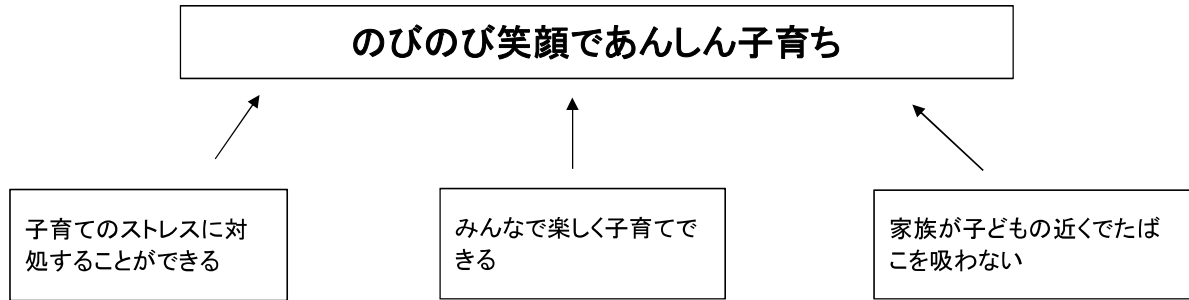 のびのび笑顔であんしん子育ち
子育てのストレスに対
処することができる
みんなで楽しく子育てで
きる
家族が子どもの近くでたば
こを吸わない